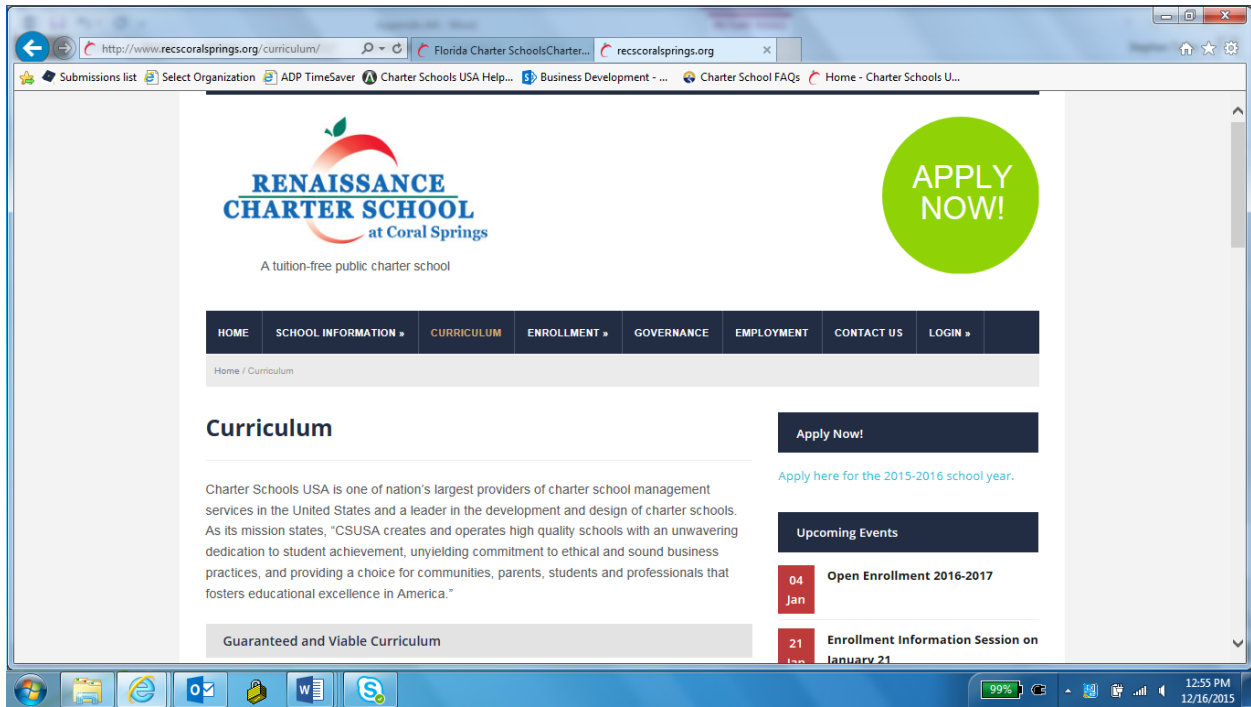 http://www.recscoralsprings.org/curriculum/
Florida Charter SchoolsCharter...
recscoralsprings.org
Submissions list
Select Organization
ADP TimeSaver
Charter Schools USA Help...
Business Development - ...
Charter School FAQs
Home - Charter Schools U...
RENAISSANCE
CHARTER SCHOOL
at Coral Springs
A tuition-free public charter school
APPLY
NOW!
HOME
SCHOOL INFORMATION »
CURRICULUM
ENROLLMENT »
GOVERNANCE
EMPLOYMENT
CONTACT US
LOGIN »
Home / Curriculum
Curriculum
Charter Schools USA is one of nation's largest providers of charter school management
services in the United States and a leader in the development and design of charter schools.
As its mission states, “CSUSA creates and operates high quality schools with an unwavering
dedication to student achievement, unyielding commitment to ethical and sound business
practices, and providing a choice for communities, parents, students and professionals that
fosters educational excellence in America.”
Guaranteed and Viable Curriculum
Apply Now!
Apply here for the 2015-2016 school year.
Upcoming Events
04
Jan
Open Enrollment 2016-2017
21
Jan
Enrollment Information Session on
January 21
99%
12:55 PM
12/16/2015